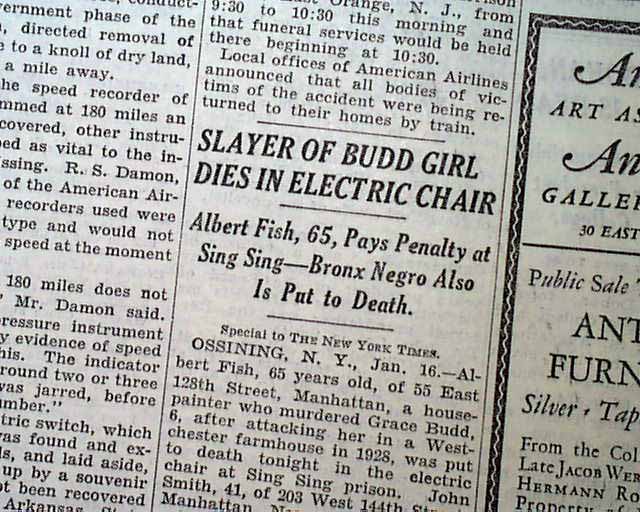 vernment phase of the
, directed removal of
e to a knoll of dry land,
a mile away.
he speed recorder of
mmed at 180 miles an
covered, other instru-
bed as vital to the in-
issing. R. S. Damon,
of the American Air-
recorders used were
type and would not
speed at the moment
180 miles does not
Mr. Damon said.
pressure instrument
y evidence of speed
his. The indicator
round two or three
was jarred, before
umber."
tric switch, which
was found and ex-
ls, and laid aside,
up by a souvenir
ot been recovered
Orange, N. J., from
9:30 to 10:30 this morning and
that funeral services would be held
there beginning at 10:30.
Local offices of American Airlines
announced that all bodies of vic-
tims of the accident were being re-
turned to their homes by train.
SLAYER OF BUDD GIRL
DIES IN ELECTRIC CHAIR
Albert Fish, 65, Pays Penalty at
Sing Sing—Bronx Negro Also
Is Put to Death.
Special to THE NEW YORK TIMES.
OSSINING, N. Y., Jan. 16.—Al-
bert Fish, 65 years old, of 55 East
128th Street, Manhattan, a house-
painter who murdered Grace Budd,
6, after attacking her in a West-
chester farmhouse in 1928, was put
to death tonight in the electric
chair at Sing Sing prison. John
Smith, 41, of 203 West 144th Street,
Manhattan
ART AS
GALLER
30 EAST
Public Sale
ANT
FURN
Silver · Tap
From the Col
Late JACOB WER
HERMANN RO
Property of